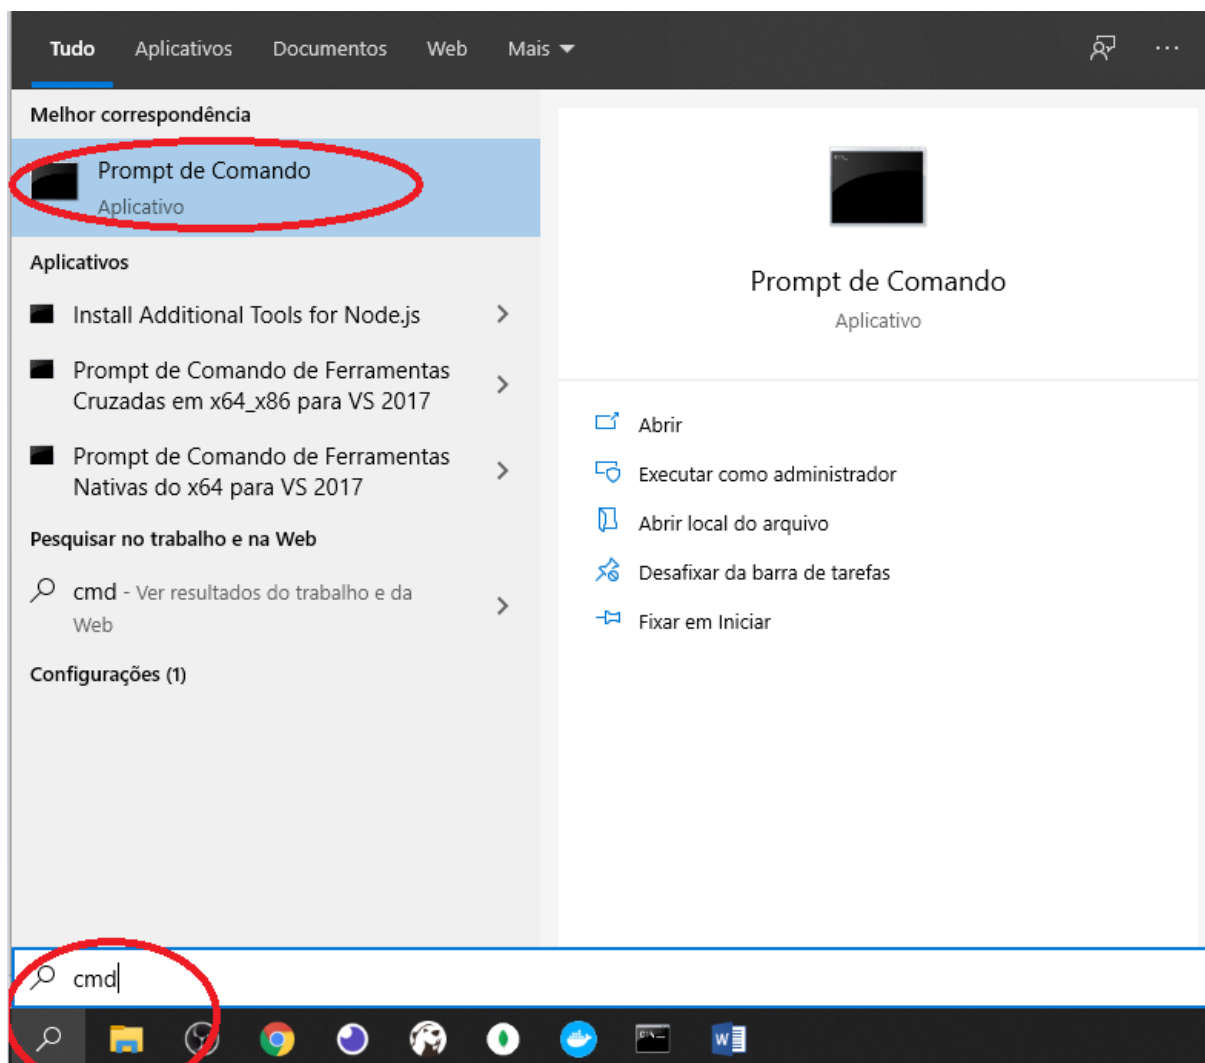 Tudo Aplicativos Documentos Web Mais
Melhor correspondência
Prompt de Comando
Aplicativo
Aplicativos
Install Additional Tools for Node.js
Prompt de Comando de Ferramentas
Cruzadas em x64_x86 para VS 2017
Prompt de Comando de Ferramentas
Nativas do x64 para VS 2017
Pesquisar no trabalho e na Web
cmd - Ver resultados do trabalho e da
Web
Configurações (1)
Prompt de Comando
Aplicativo
Abrir
Executar como administrador
Abrir local do arquivo
Desafixar da barra de tarefas
Fixar em Iniciar
cmd